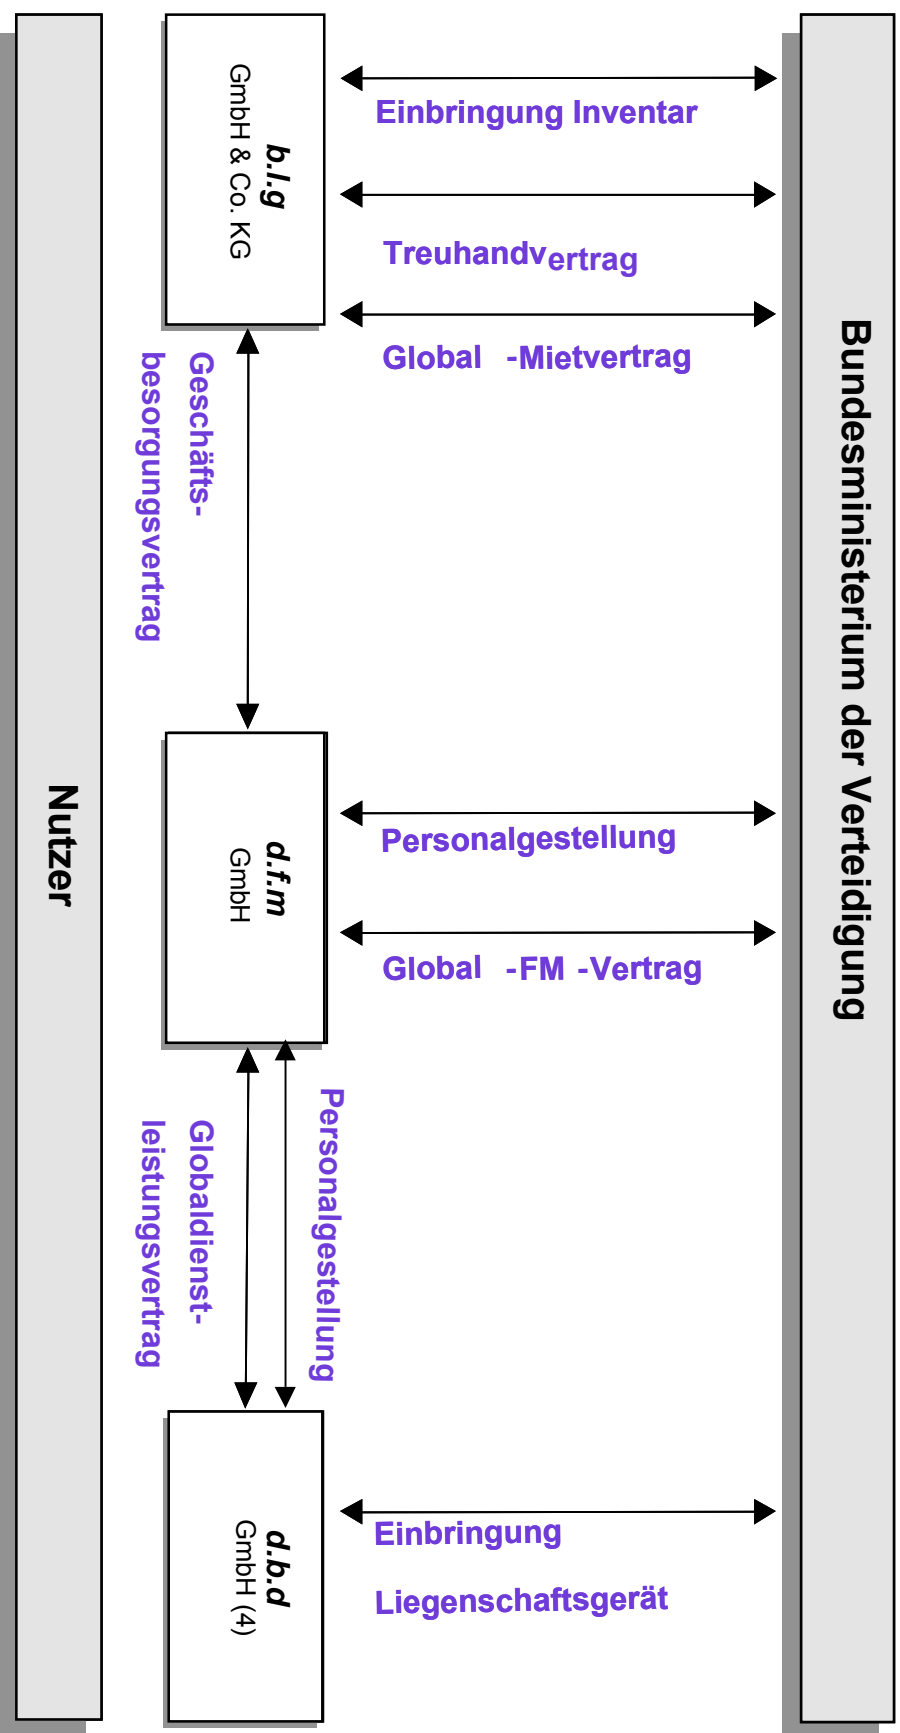 Bundesministerium der Verteidigung
Einbringung Inventar
Treuhandvertrag
Global -Mietvertrag
Personalgestellung
Global -FM -Vertrag
Einbringung
Liegenschaftsgerät
b.l.g
GmbH & Co. KG
Geschäfts-
besorgungsvertrag
d.f.m
GmbH
Personalgestellung
Globaldienst-
leistungsvertrag
d.b.d
GmbH (4)
Nutzer